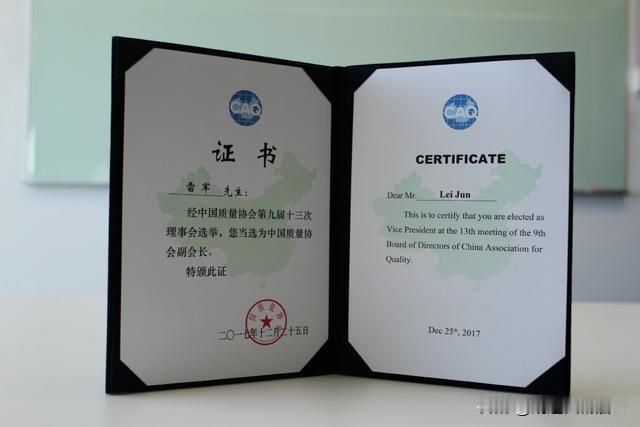 CAQ
证 书
雷 军 先生：
经中国质量协会第九届十三次
理事会选举，您当选为中国质量协
会副会长。
特颁此证
二〇一七年十二月二十五日
CAQ
CERTIFICATE
Dear Mr. Lei Jun
This is to certify that you are elected as
Vice President at the 13th meeting of the 9th
Board of Directors of China Association for
Quality.
Dec 25th, 2017